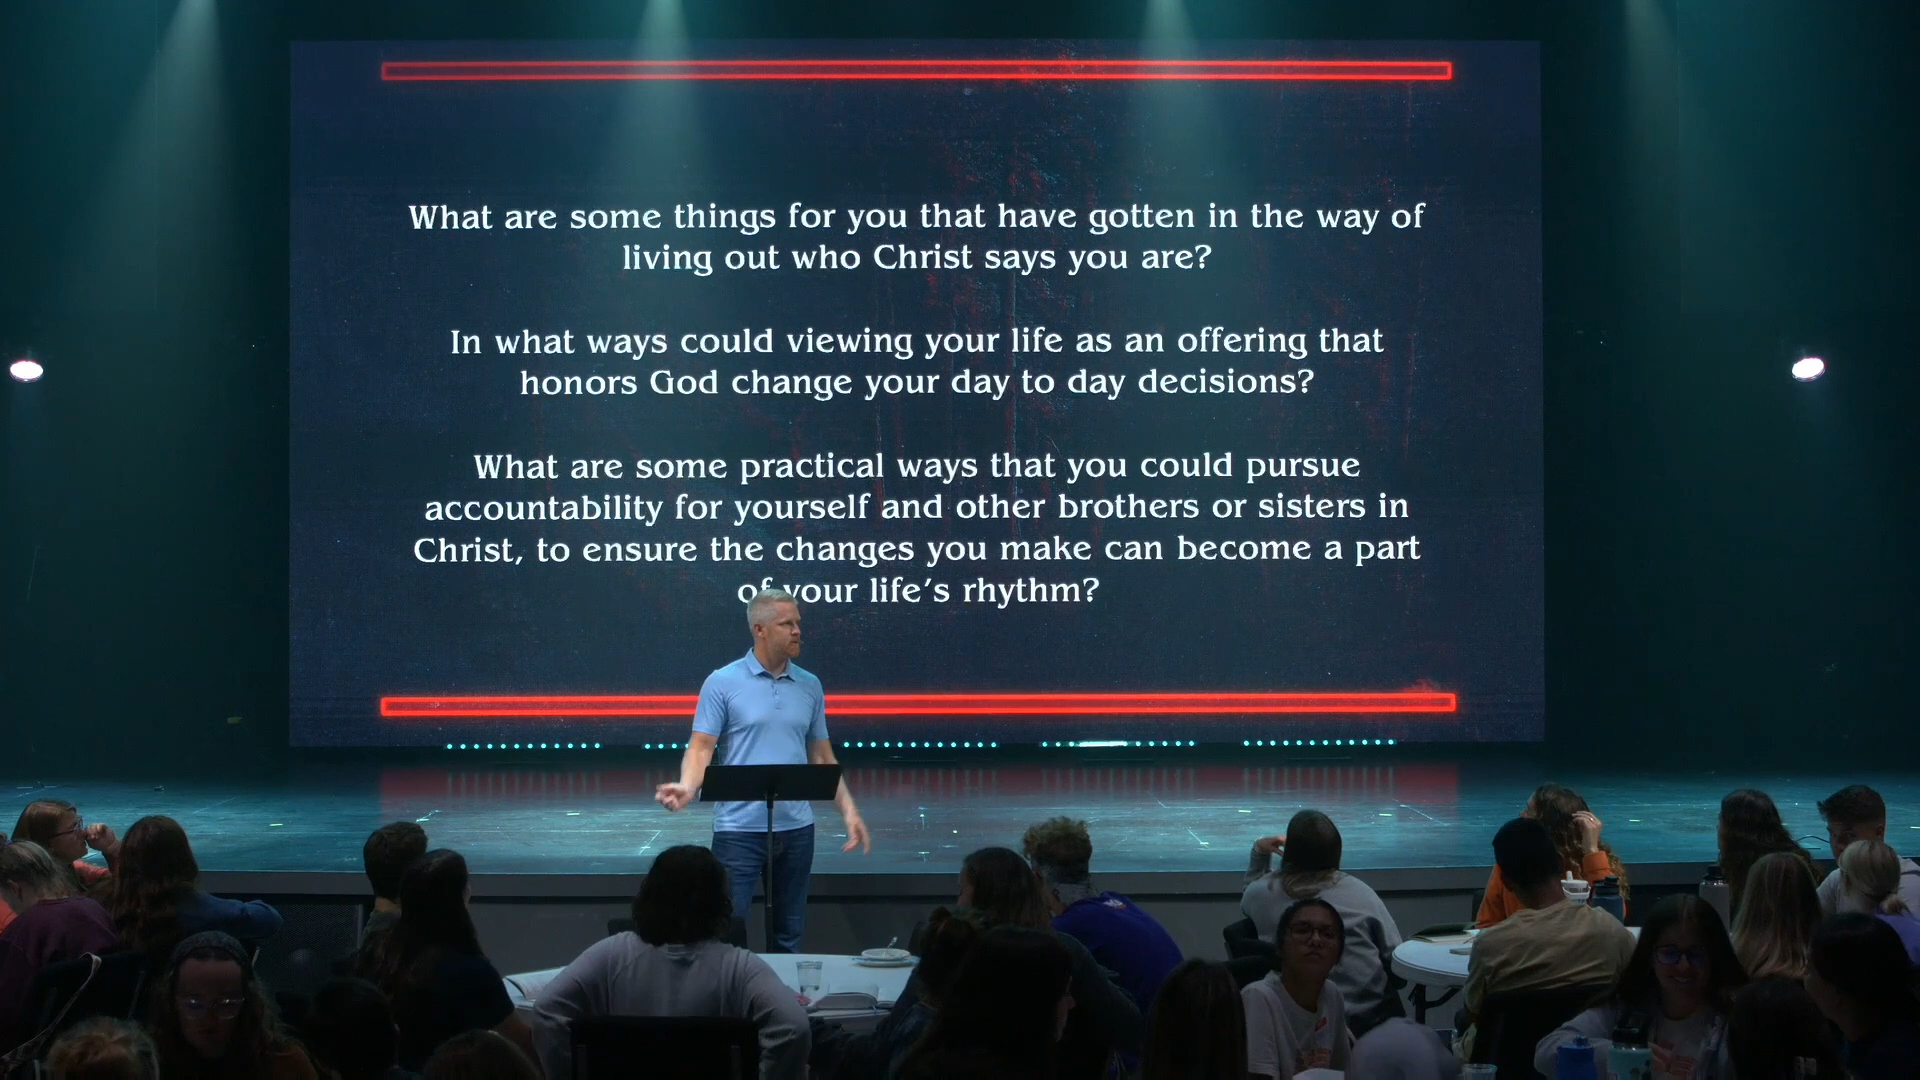 What are some things for you that have gotten in the way of
living out who Christ says you are?
In what ways could viewing your life as an offering that
honors God change your day to day decisions?
What are some practical ways that you could pursue
accountability for yourself and other brothers or sisters in
Christ, to ensure the changes you make can become a part
of your life's rhythm?